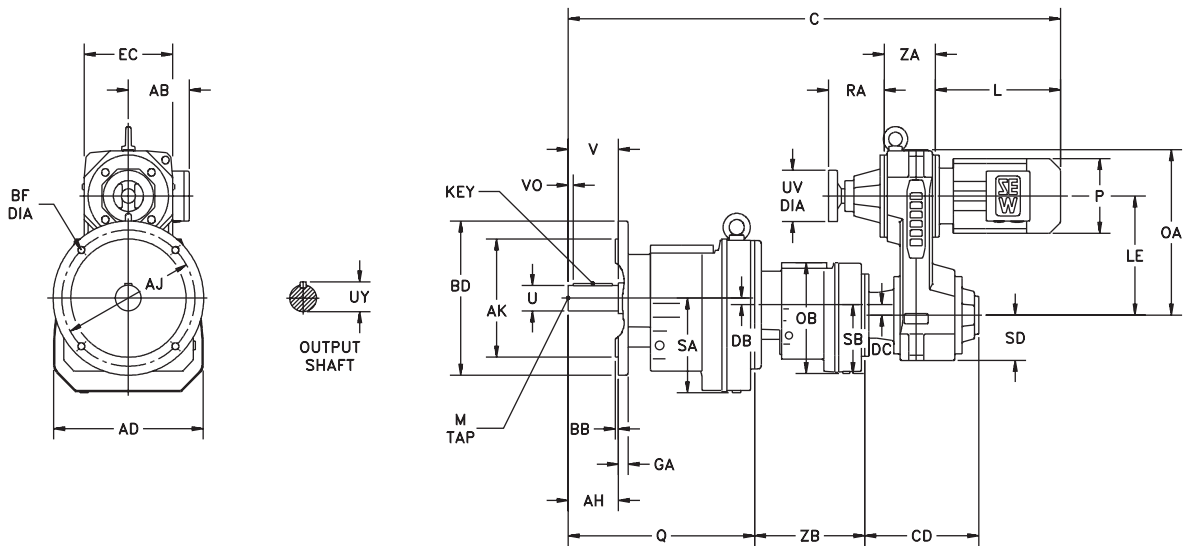 EC
AB
BF
DIA
AJ
AD
UY
OUTPUT
SHAFT
C
ZA
RA
L
V
VO
KEY
UV
DIA
P
OA
LE
BD
AK
U
SA
DB
OB
SB
DC
SD
M
TAP
BB
GA
AH
Q
ZB
CD
SEW